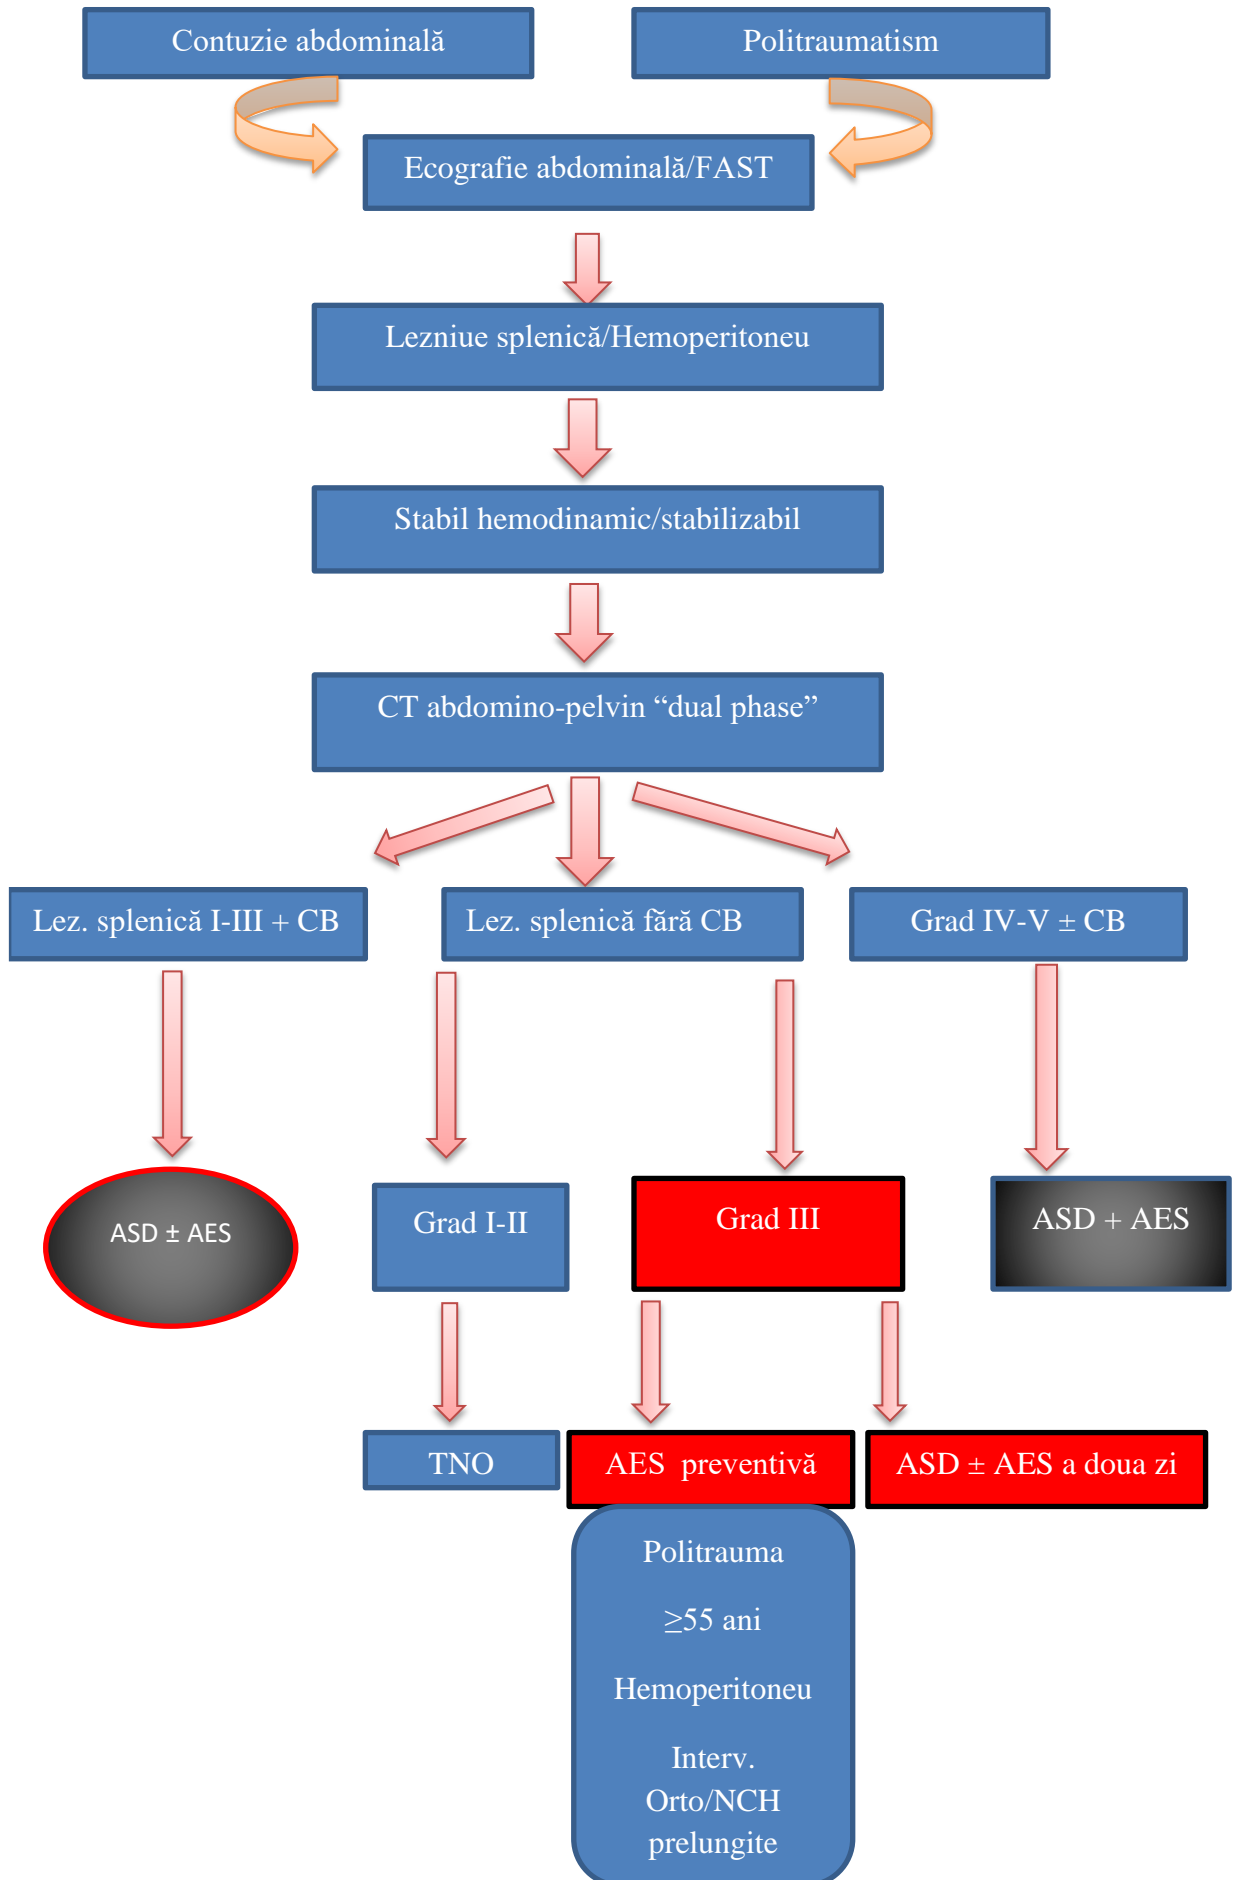 Contuzie abdominală
Politraumatism
Ecografie abdominală/FAST
Lezniue splenică/Hemoperitoneu
Stabil hemodinamic/stabilizabil
CT abdomino-pelvin “dual phase”
Lez. splenică I-III + CB
Lez. splenică fără CB
Grad IV-V ± CB
ASD ± AES
Grad I-II
Grad III
ASD + AES
TNO
AES preventivă
ASD ± AES a doua zi
Politrauma
≥55 ani
Hemoperitoneu
Interv.
Orto/NCH
prelungite